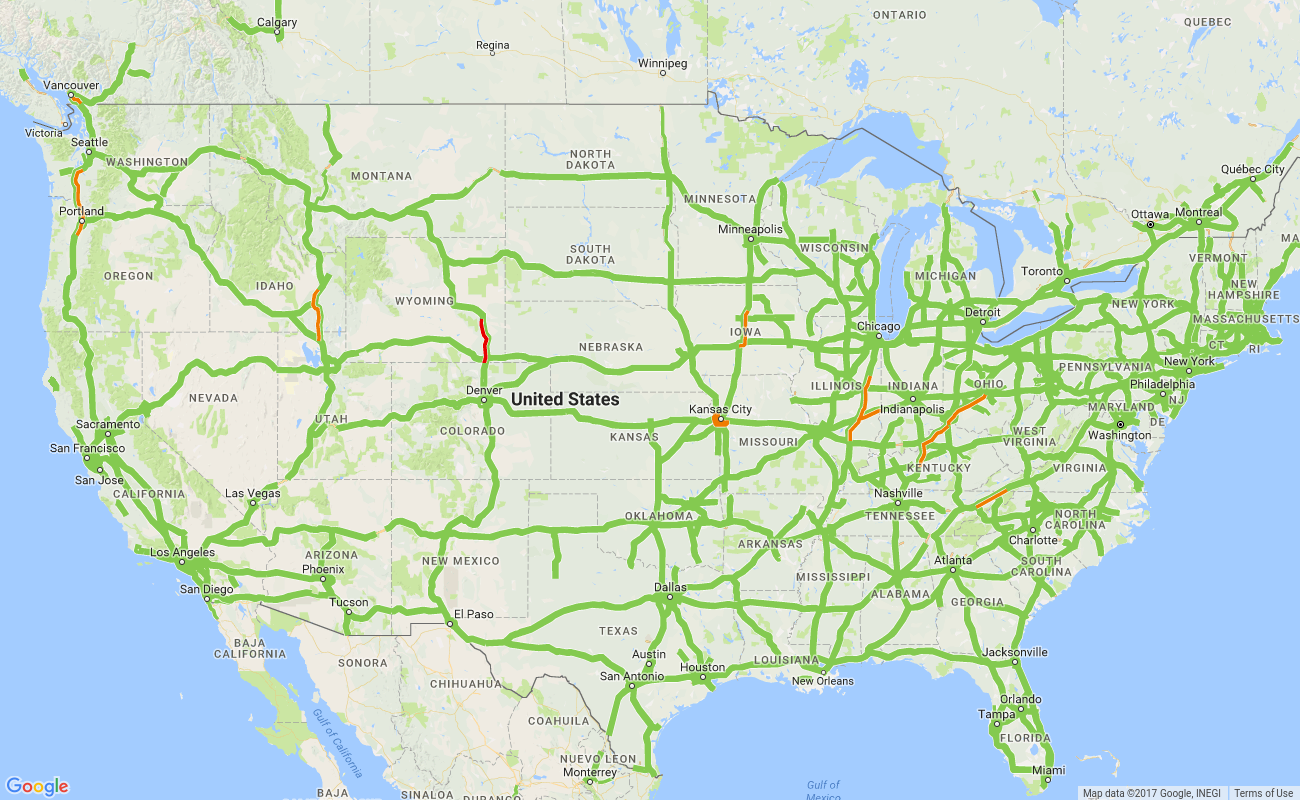 Calgary
ONTARIO
QUEBEC
Regina
Winnipeg
Vancouver
Victoria
Seattle
WASHINGTON
NORTH
DAKOTA
MONTANA
Québec City
MINNESOTA
Ottawa
Montreal
Portland
Minneapolis
MA
WISCONSIN
SOUTH
DAKOTA
VERMONT
OREGON
Toronto
MICHIGAN
IDAHO
NEW
HAMPSHIRE
WYOMING
NEW YORK
Detroit
MASSACHUSETTS
Chicago
IOWA
NEBRASKA
CT
RI
New York
PENNSYLVANIA
ILLINOIS
INDIANA
OHIO
Philadelphia
Denver
United States
NEVADA
NJ
Indianapolis
MARYLAND
Kansas City
UTAH
DE
Sacramento
COLORADO
KANSAS
MISSOURI
WEST
VIRGINIA
Washington
San Francisco
KENTUCKY
VIRGINIA
San Jose
CALIFORNIA
Las Vegas
Nashville
OKLAHOMA
TENNESSEE
NORTH
CAROLINA
Charlotte
Los Angeles
ARIZONA
NEW MEXICO
ARKANSAS
Atlanta
SOUTH
CAROLINA
Phoenix
MISSISSIPPI
San Diego
Dallas
ALABAMA
GEORGIA
Tucson
El Paso
TEXAS
BAJA
CALIFORNIA
SONORA
Austin
Houston
LOUISIANA
Jacksonville
San Antonio
New Orleans
CHIHUAHUA
Orlando
Tampa
COAHUILA
Gulf of
California
FLORIDA
NUEVO LEON
Monterrey
Miami
Google
BAJA
SINALOA
DURANGO
Gulf of
Mexico
Map data ©2017 Google, INEGI
Terms of Use